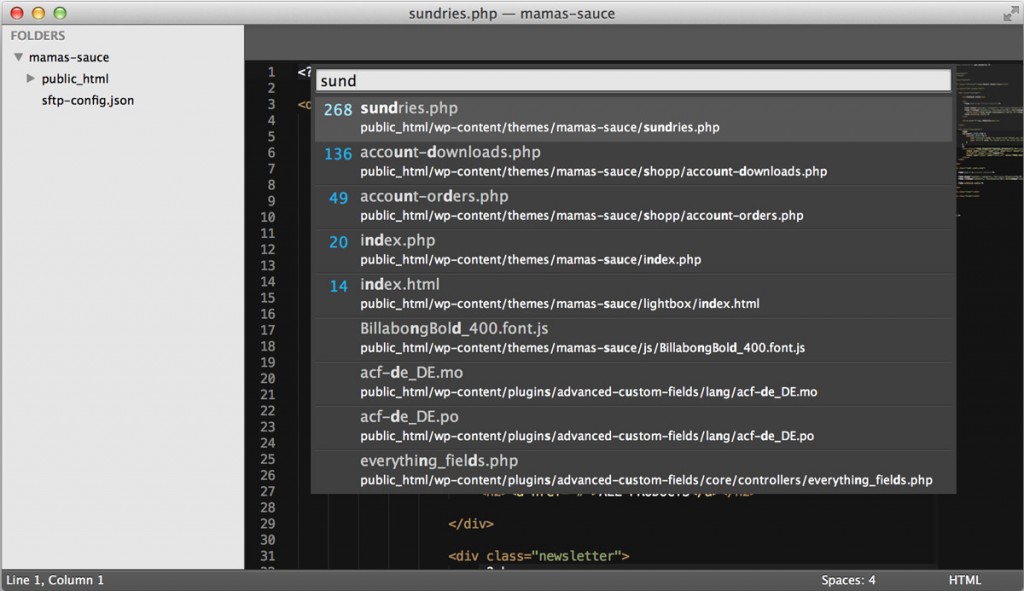 sundries.php — mamas-sauce
FOLDERS
mamas-sauce
public_html
sftp-config.json
sund
268 sundries.php
public_html/wp-content/themes/mamas-sauce/sundries.php
136 account-downloads.php
public_html/wp-content/themes/mamas-sauce/shopp/account-downloads.php
49 account-orders.php
public_html/wp-content/themes/mamas-sauce/shopp/account-orders.php
20 index.php
public_html/wp-content/themes/mamas-sauce/index.php
14 index.html
public_html/wp-content/themes/mamas-sauce/lightbox/index.html
BillabongBold_400.font.js
public_html/wp-content/themes/mamas-sauce/js/BillabongBold_400.font.js
acf-de_DE.mo
public_html/wp-content/plugins/advanced-custom-fields/lang/acf-de_DE.mo
acf-de_DE.po
public_html/wp-content/plugins/advanced-custom-fields/lang/acf-de_DE.po
everything_fields.php
public_html/wp-content/plugins/advanced-custom-fields/core/controllers/everything_fields.php
1 <?
2
3 <
4
5
6
7
8
9
10
11
12
13
14
15
16
17
18
19
20
21
22
23
24
25
26
27
28
29 </div>
30
31 <div class="newsletter">
Line 1, Column 1
Spaces: 4
HTML